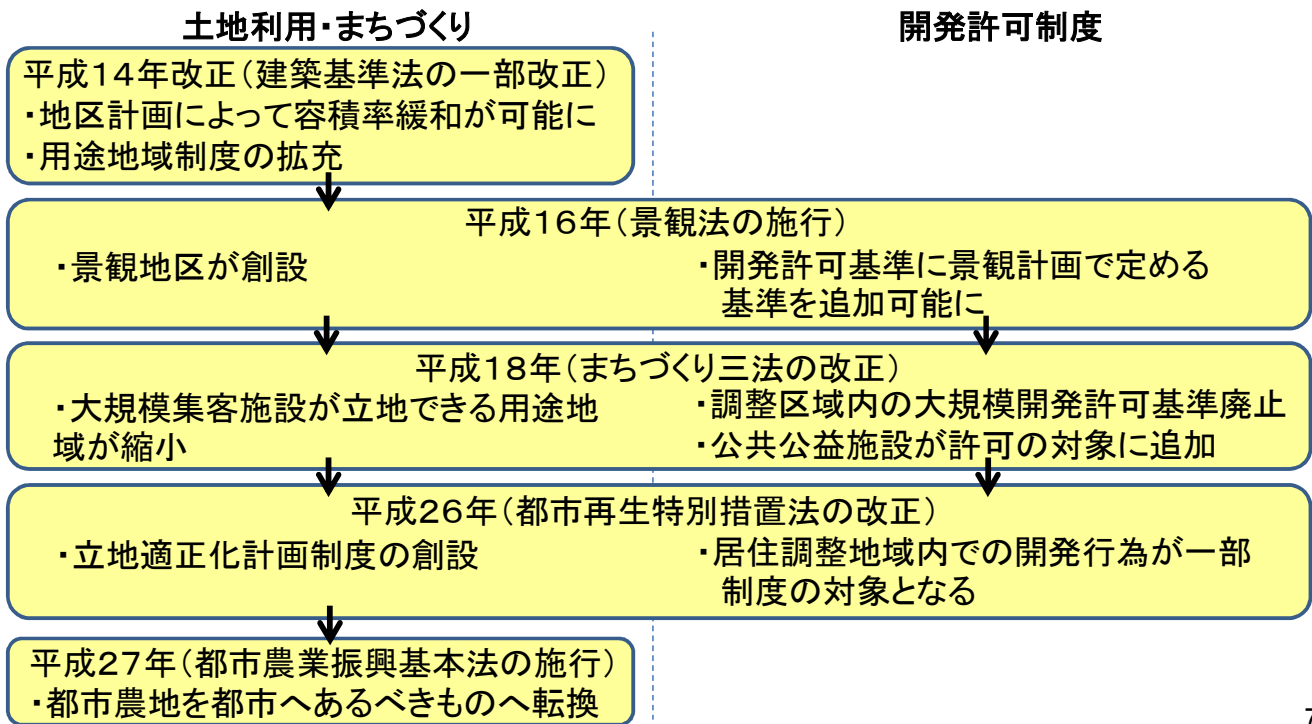 土地利用・まちづくり
開発許可制度
平成14年改正(建築基準法の一部改正)
・地区計画によって容積率緩和が可能に
・用途地域制度の拡充
平成16年(景観法の施行)
・景観地区が創設
・開発許可基準に景観計画で定める
基準を追加可能に
平成18年(まちづくり三法の改正)
・大規模集客施設が立地できる用途地
域が縮小
・調整区域内の大規模開発許可基準廃止
・公共公益施設が許可の対象に追加
平成26年(都市再生特別措置法の改正)
・立地適正化計画制度の創設
・居住調整地域内での開発行為が一部
制度の対象となる
平成27年(都市農業振興基本法の施行)
・都市農地を都市へあるべきものへ転換